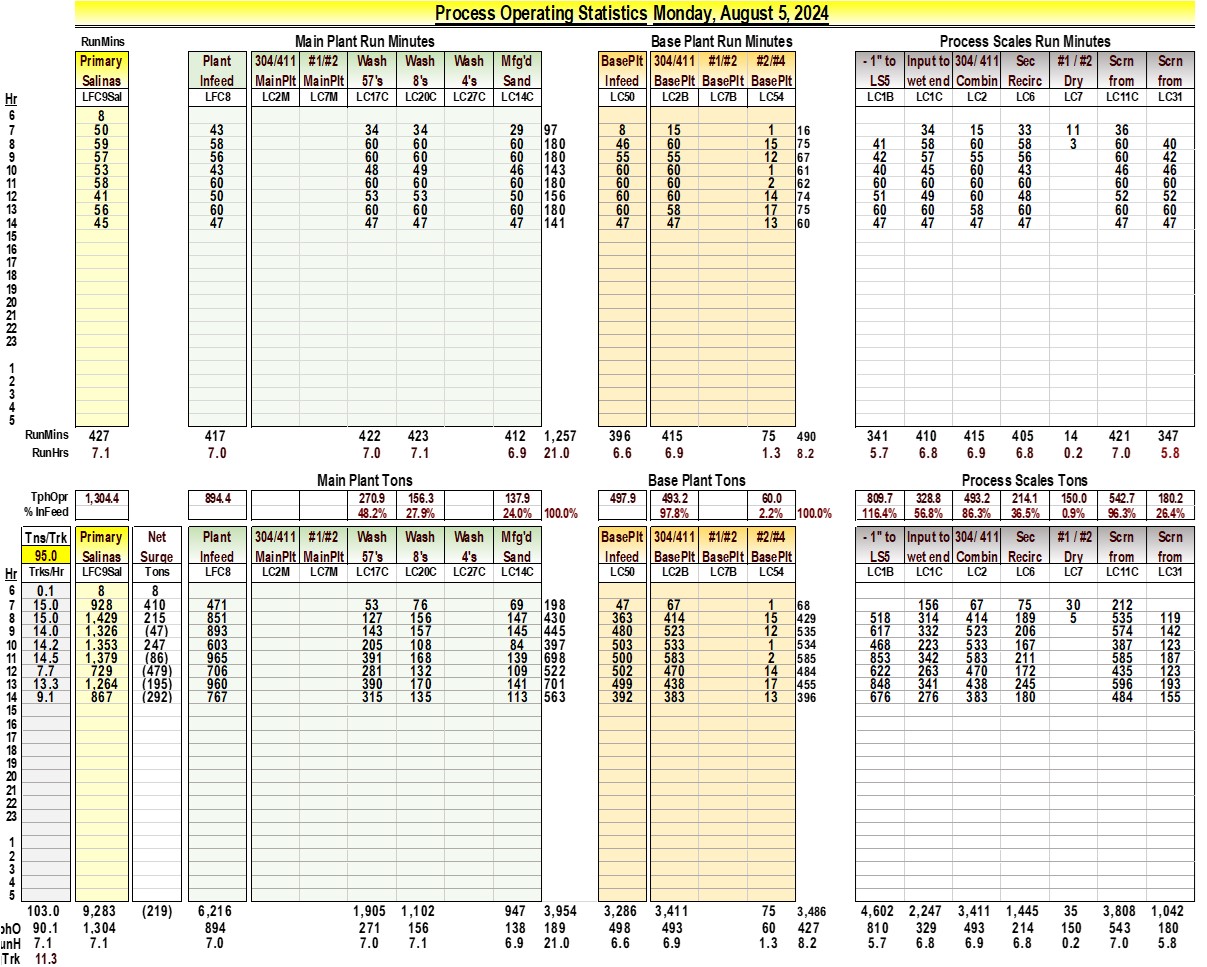 Process Operating Statistics Monday, August 5, 2024
RunMins Main Plant Run Minutes Base Plant Run Minutes Process Scales Run Minutes
Primary Plant 304/411 #1/#2 Wash Wash Wash Mfg'd BasePlt 304/411 #1/#2 #2/#4 - 1" to Input to 304/ 411 Sec #1 / #2 Scrn Scrn
Salinas Infeed MainPlt MainPlt 57's 8's 4's Sand Infeed BasePlt BasePlt BasePlt LS5 wet end Combin Recirc Dry from from
Hr LFC9Sal LFC8 LC2M LC7M LC17C LC20C LC27C LC14C LC50 LC2B LC7B LC54 LC1B LC1C LC2 LC6 LC7 LC11C LC31
6 8
7 50 43 34 34 29 97 8 15 1 16 34 15 33 11 36
8 59 58 60 60 60 180 46 60 15 75 41 58 60 58 3 60 40
9 57 56 60 60 60 180 55 55 12 67 42 57 55 56 60 42
10 53 43 48 49 46 143 60 60 1 61 40 45 60 43 46 46
11 58 60 60 60 60 180 60 60 2 62 60 60 60 60 60 60
12 41 50 53 53 50 156 60 60 14 74 51 49 60 48 52 52
13 56 60 60 60 60 180 60 58 17 75 60 60 58 60 60 60
14 45 47 47 47 47 141 47 47 13 60 47 47 47 47 47 47
15
16
17
18
19
20
21
22
23
1
2
3
4
5
RunMins 427 417 422 423 412 1,257 396 415 75 490 341 410 415 405 14 421 347
RunHrs 7.1 7.0 7.0 7.1 6.9 21.0 6.6 6.9 1.3 8.2 5.7 6.8 6.9 6.8 0.2 7.0 5.8
Main Plant Tons Base Plant Tons Process Scales Tons
TphOpr 1,304.4 894.4 270.9 156.3 137.9 497.9 493.2 60.0 809.7 328.8 493.2 214.1 150.0 542.7 180.2
% InFeed 48.2% 27.9% 24.0% 100.0% 97.8% 2.2% 100.0% 116.4% 56.8% 86.3% 36.5% 0.9% 96.3% 26.4%
Tns/Trk Primary Net Plant 304/411 #1/#2 Wash Wash Wash Mfg'd BasePlt 304/411 #1/#2 #2/#4 - 1" to Input to 304/ 411 Sec #1 / #2 Scrn Scrn
95.0 Salinas Surge Infeed MainPlt MainPlt 57's 8's 4's Sand Infeed BasePlt BasePlt BasePlt LS5 wet end Combin Recirc Dry from from
Hr Trks/Hr LFC9Sal Tons LFC8 LC2M LC7M LC17C LC20C LC27C LC14C LC50 LC2B LC7B LC54 LC1B LC1C LC2 LC6 LC7 LC11C LC31
6 0.1 8 8
7 15.0 928 410 471 53 76 69 198 47 67 1 68 156 67 75 30 212
8 15.0 1,429 215 851 127 156 147 430 363 414 15 429 518 314 414 189 5 535 119
9 14.0 1,326 (47) 893 143 157 145 445 480 523 12 535 617 332 523 206 574 142
10 14.2 1,353 247 603 205 108 84 397 503 533 1 534 468 223 533 167 387 123
11 14.5 1,379 (86) 965 391 168 139 698 500 583 2 585 853 342 583 211 585 187
12 7.7 729 (479) 706 281 132 109 522 502 470 14 484 622 263 470 172 435 123
13 13.3 1,264 (195) 960 390 170 141 701 499 438 17 455 848 341 438 245 596 193
14 9.1 867 (292) 767 315 135 113 563 392 383 13 396 676 276 383 180 484 155
15
16
17
18
19
20
21
22
23
1
2
3
4
5
103.0 9,283 (219) 6,216 1,905 1,102 947 3,954 3,286 3,411 75 3,486 4,602 2,247 3,411 1,445 35 3,808 1,042
phO 90.1 1,304 894 271 156 138 189 498 493 60 427 810 329 493 214 150 543 180
unH 7.1 7.1 7.0 7.0 7.1 6.9 21.0 6.6 6.9 1.3 8.2 5.7 6.8 6.9 6.8 0.2 7.0 5.8
Trk 11.3